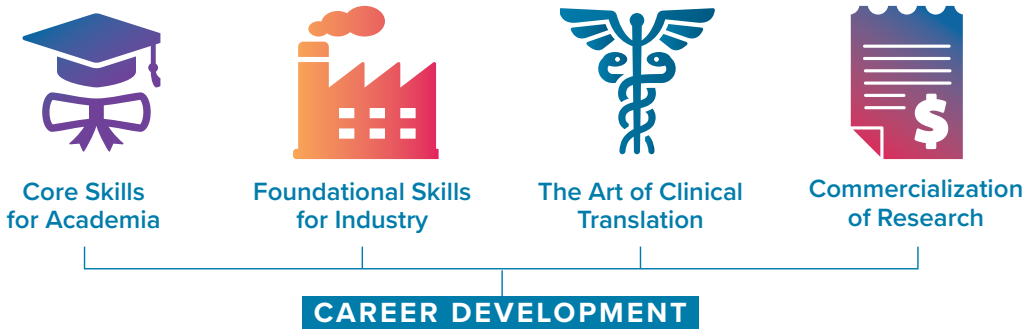 Core Skills
for Academia
Foundational Skills
for Industry
The Art of Clinical
Translation
$
Commercialization
of Research
CAREER DEVELOPMENT